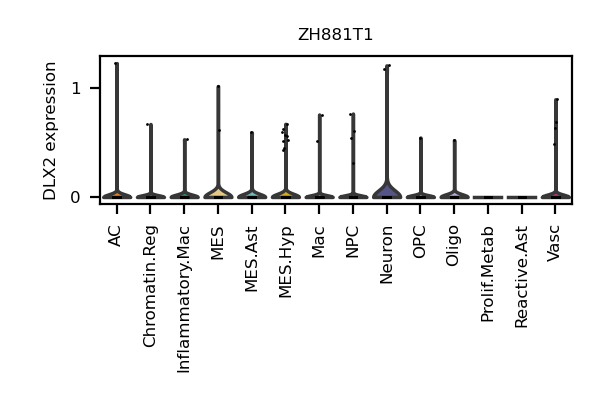 ZH881T1
DLX2 expression
1
0
AC
Chromatin.Reg
Inflammatory.Mac
MES
MES.Ast
MES.Hyp
Mac
NPC
Neuron
OPC
Oligo
Prolif.Metab
Reactive.Ast
Vasc